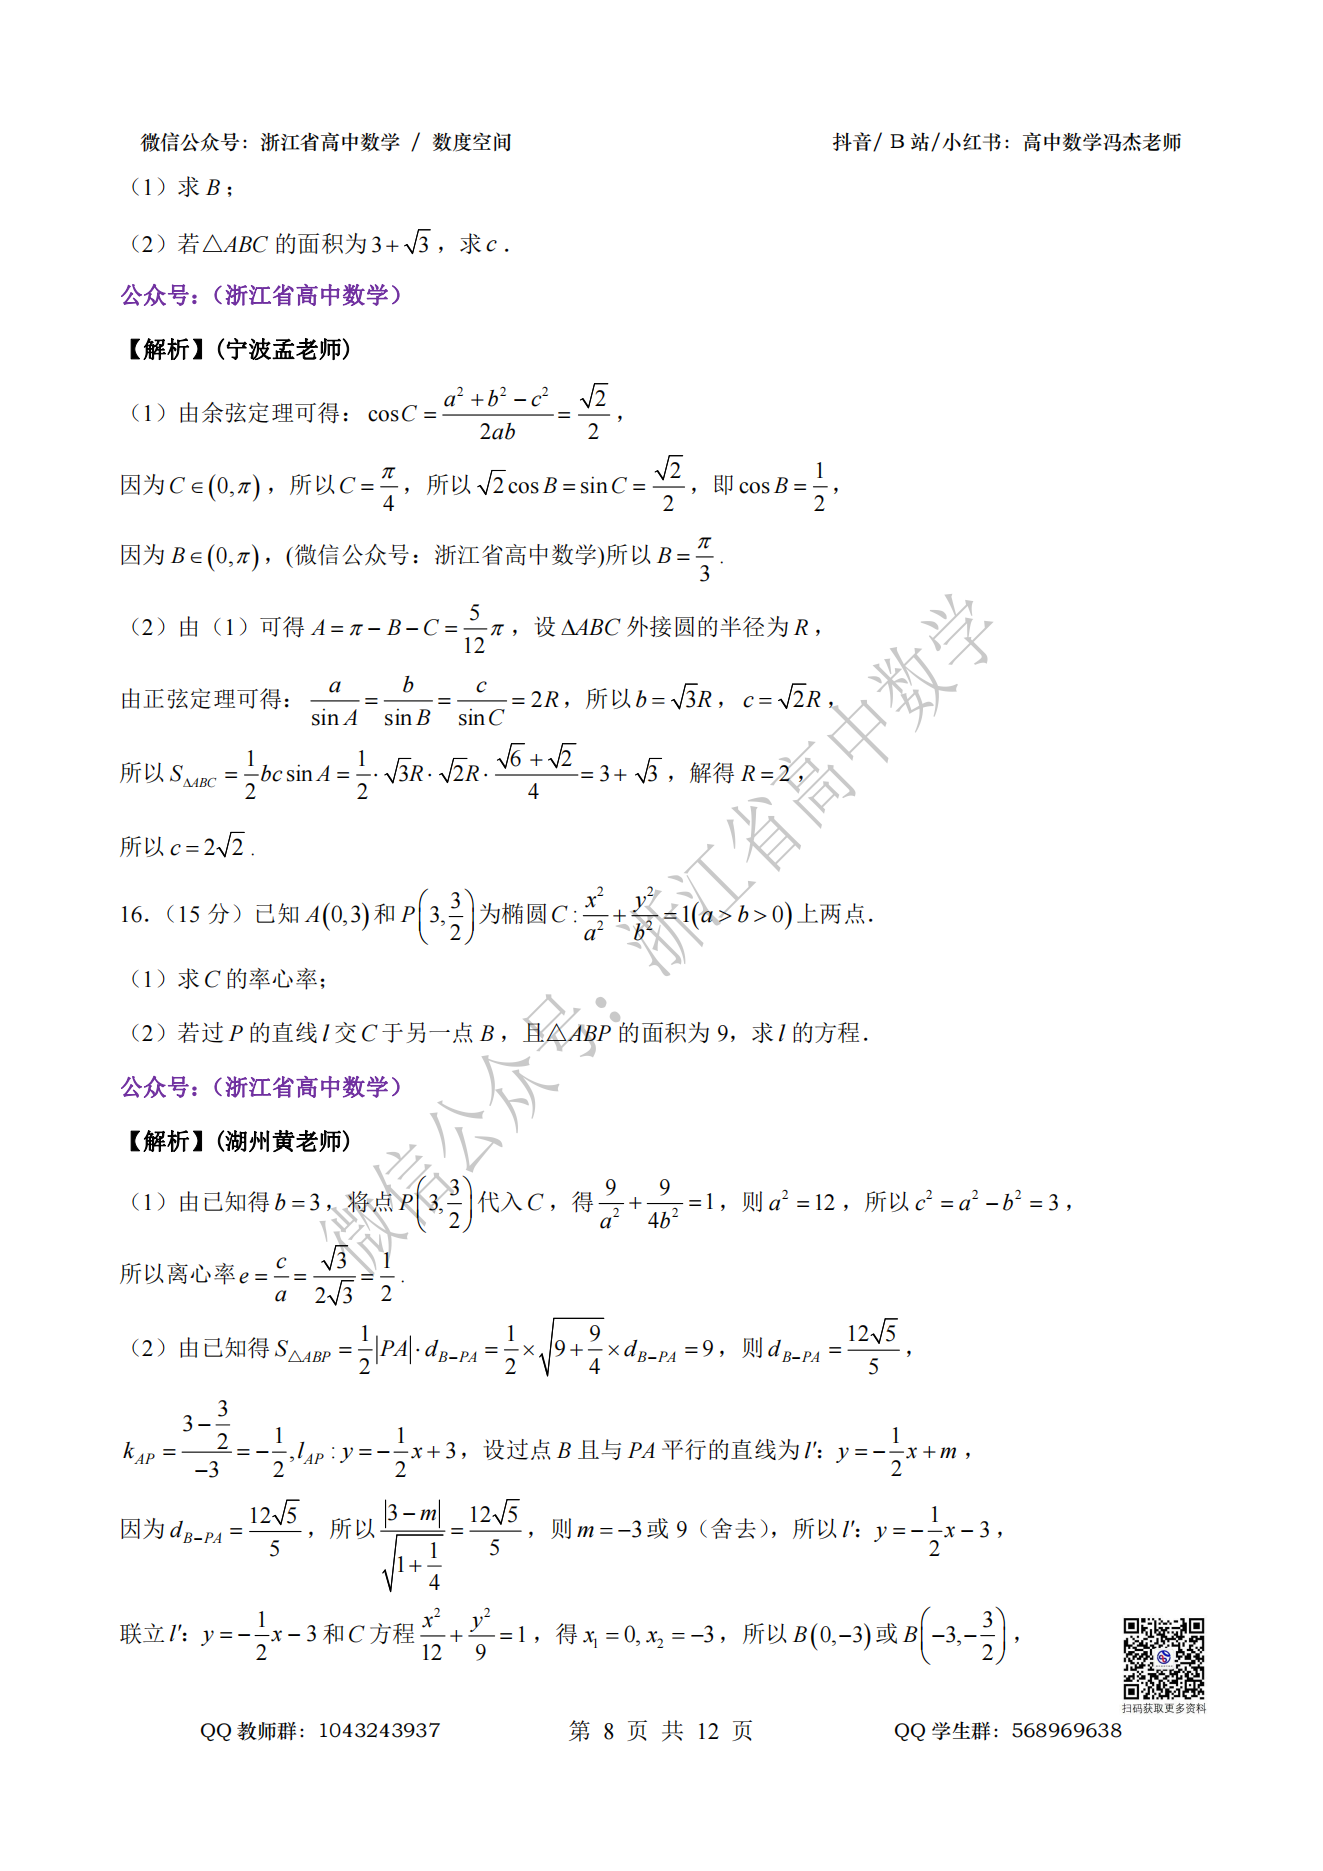 微信公众号：浙江省高中数学 / 数度空间 抖音/ B 站/小红书：高中数学冯杰老师
（1）求 B；
（2）若△ABC 的面积为 3+√3，求 c．
公众号：（浙江省高中数学）
【解析】(宁波孟老师)
（1）由余弦定理可得：cosC = (a²+b²−c²)/(2ab) = √2/2，
因为 C∈(0,π)，所以 C = π/4，所以 √2cosB = sinC = √2/2，即 cosB = 1/2，
因为 B∈(0,π)，(微信公众号：浙江省高中数学)所以 B = π/3 .
（2）由（1）可得 A = π−B−C = 5/12 π，设 ΔABC 外接圆的半径为 R，
由正弦定理可得：a/sinA = b/sinB = c/sinC = 2R，所以 b = √3R，c = √2R，
所以 S_ΔABC = 1/2 bcsinA = 1/2·√3R·√2R·(√6+√2)/4 = 3+√3，解得 R = 2，
所以 c = 2√2 .
16.（15 分）已知 A(0,3) 和 P(3,3/2) 为椭圆 C : x²/a² + y²/b² = 1(a > b > 0) 上两点．
（1）求 C 的率心率；
（2）若过 P 的直线 l 交 C 于另一点 B，且△ABP 的面积为 9，求 l 的方程．
公众号：（浙江省高中数学）
【解析】(湖州黄老师)
（1）由已知得 b = 3，将点 P(3,3/2) 代入 C，得 9/a² + 9/4b² = 1，则 a² = 12，所以 c² = a² − b² = 3，
所以离心率 e = c/a = √3/2√3 = 1/2 .
（2）由已知得 S_△ABP = 1/2|PA|·d_B−PA = 1/2×√(9+9/4)×d_B−PA = 9，则 d_B−PA = 12√5/5，
k_AP = (3−3/2)/−3 = −1/2, l_AP : y = −1/2 x+3，设过点 B 且与 PA 平行的直线为 l′：y = −1/2 x+m，
因为 d_B−PA = 12√5/5，所以 |3−m|/√(1+1/4) = 12√5/5，则 m = −3 或 9（舍去），所以 l′：y = −1/2 x−3，
联立 l′：y = −1/2 x−3 和 C 方程 x²/12 + y²/9 = 1，得 x₁ = 0, x₂ = −3，所以 B(0,−3) 或 B(−3,−3/2)，
微信公众号：浙江省高中数学
扫码获取更多资料
QQ 教师群：1043243937 第 8 页 共 12 页 QQ 学生群：568969638